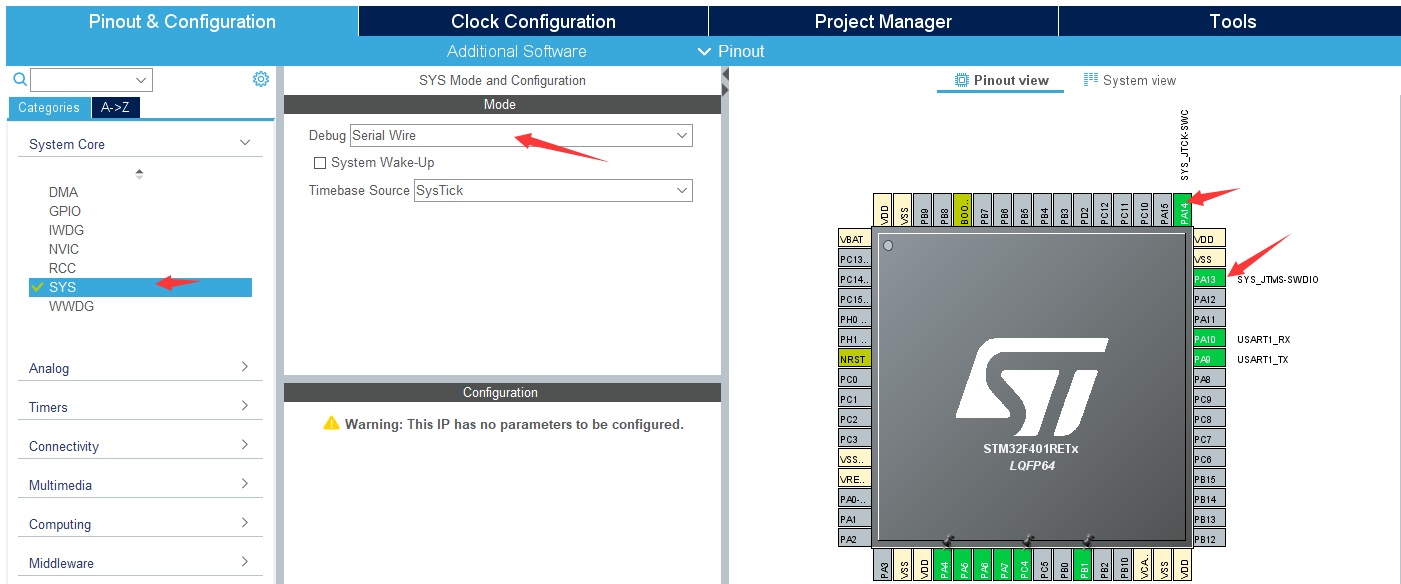 Pinout & Configuration
Clock Configuration
Project Manager
Tools
Additional Software
Pinout
Categories
A->Z
System Core
DMA
GPIO
IWDG
NVIC
RCC
SYS
WWDG
Analog
Timers
Connectivity
Multimedia
Computing
Middleware
SYS Mode and Configuration
Mode
Debug Serial Wire
System Wake-Up
Timebase Source SysTick
Configuration
Warning: This IP has no parameters to be configured.
Pinout view
System view
SYS_JTCK-SWC
VDD
VSS
PB9
PB8
BOO..
PB7
PB6
PB5
PB4
PB3
PD2
PC12
PC11
PC10
PA15
PA14
VBAT
PC13..
PC14..
PC15..
PH0 ..
PH1 ..
NRST
PC0
PC1
PC2
PC3
VSS..
VRE..
PA0-..
PA1
PA2
STM32F401RETx
LQFP64
VDD
VSS
PA13 SYS_JTMS-SWDIO
PA12
PA11
PA10 USART1_RX
PA9 USART1_TX
PA8
PC9
PC8
PC7
PC6
PB15
PB14
PB13
PB12
PA3
VSS
VDD
PA4
PA5
PA6
PA7
PC4
PC5
PB0
PB1
PB2
PB10
VCA..
VSS
VDD